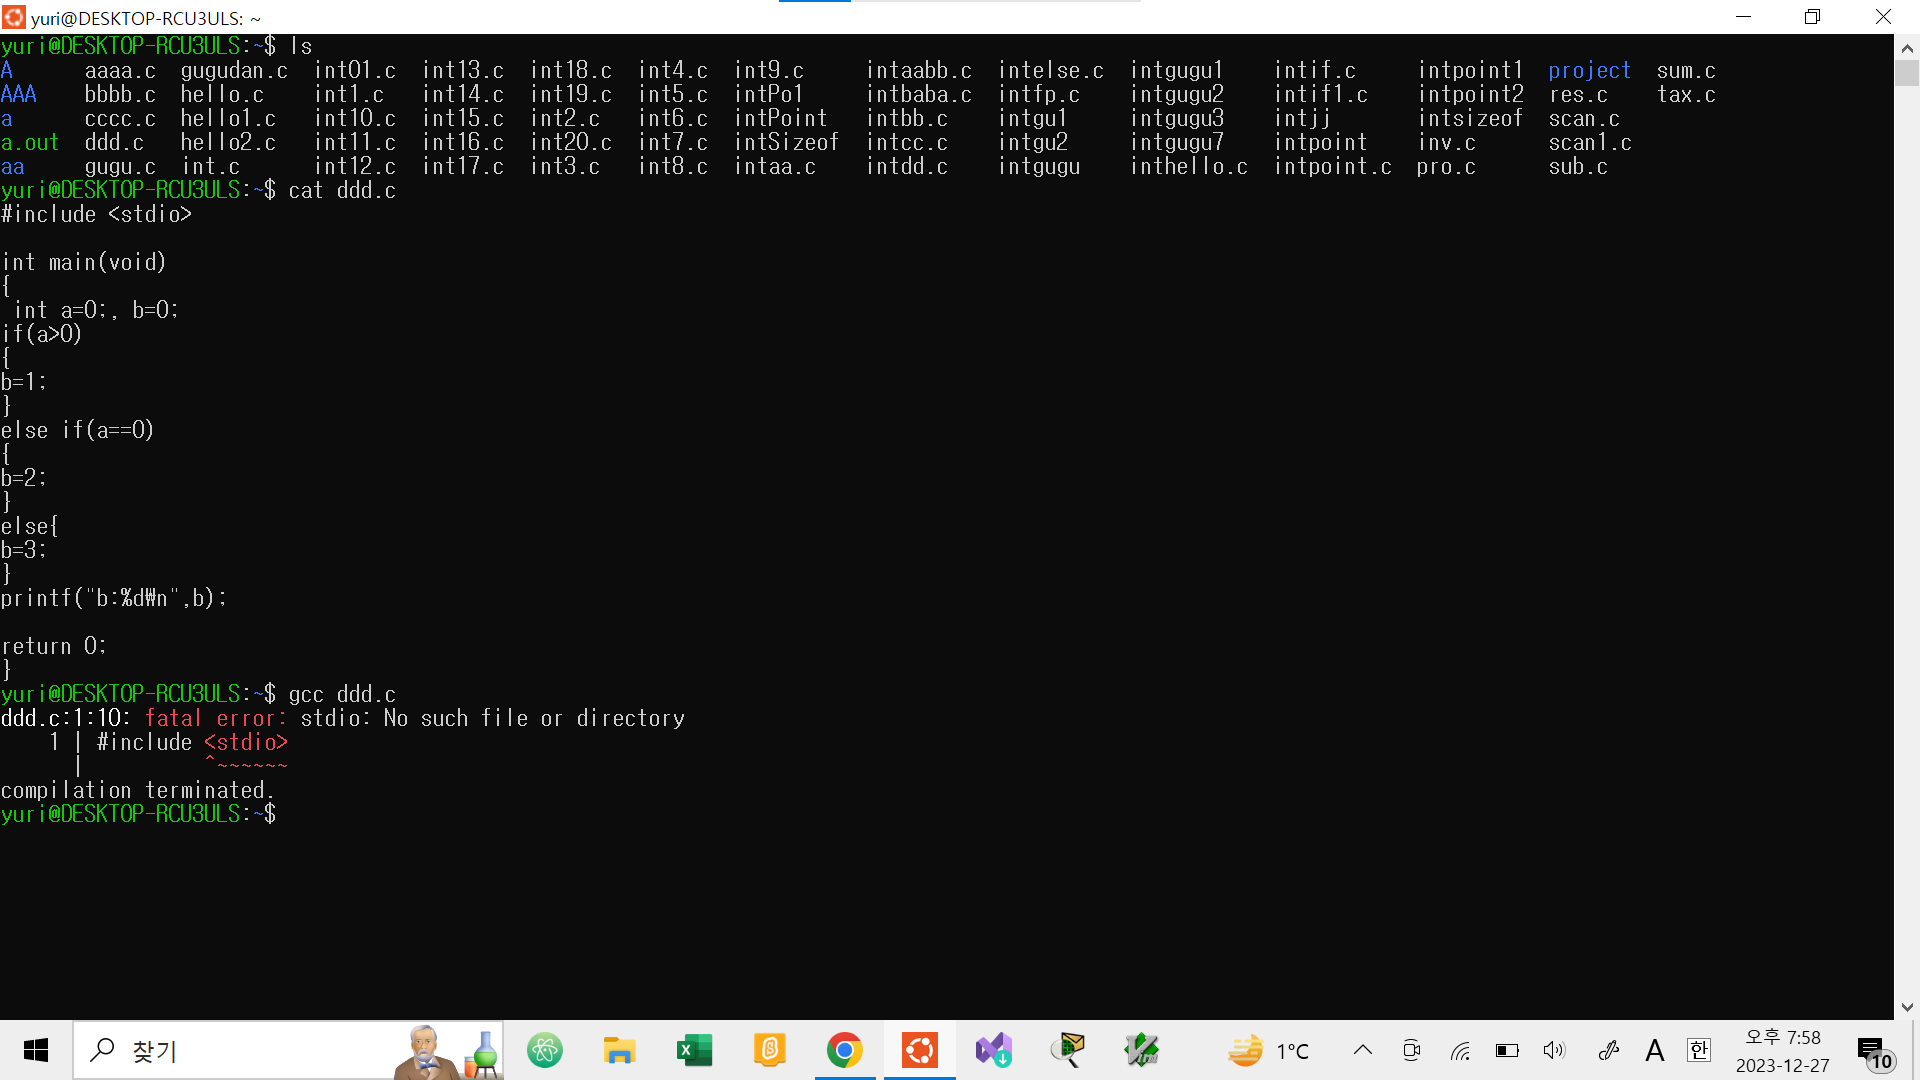 yuri@DESKTOP-RCU3ULS: ~
yuri@DESKTOP-RCU3ULS:~$ ls
A      aaaa.c  gugudan.c  int01.c  int13.c  int18.c  int4.c  int9.c     intaabb.c  intelse.c  intgugu1    intif.c     intpoint1  project  sum.c
AAA    bbbb.c  hello.c    int1.c   int14.c  int19.c  int5.c  intPo1     intbaba.c  intfp.c    intgugu2    intif1.c    intpoint2  res.c    tax.c
a      cccc.c  hello1.c   int10.c  int15.c  int2.c   int6.c  intPoint   intbb.c    intgu1     intgugu3    intjj       intsizeof  scan.c
a.out  ddd.c   hello2.c   int11.c  int16.c  int20.c  int7.c  intSizeof  intcc.c    intgu2     intgugu7    intpoint    inv.c      scan1.c
aa     gugu.c  int.c      int12.c  int17.c  int3.c   int8.c  intaa.c    intdd.c    intgugu    inthello.c  intpoint.c  pro.c      sub.c
yuri@DESKTOP-RCU3ULS:~$ cat ddd.c
#include <stdio>
int main(void)
{
 int a=0;, b=0;
if(a>0)
{
b=1;
}
else if(a==0)
{
b=2;
}
else{
b=3;
}
printf("b:%d₩n",b);
return 0;
}
yuri@DESKTOP-RCU3ULS:~$ gcc ddd.c
ddd.c:1:10: fatal error: stdio: No such file or directory
    1 | #include <stdio>
      |          ^~~~~~~
compilation terminated.
yuri@DESKTOP-RCU3ULS:~$
찾기
1°C
A
한
오후 7:58
2023-12-27
10